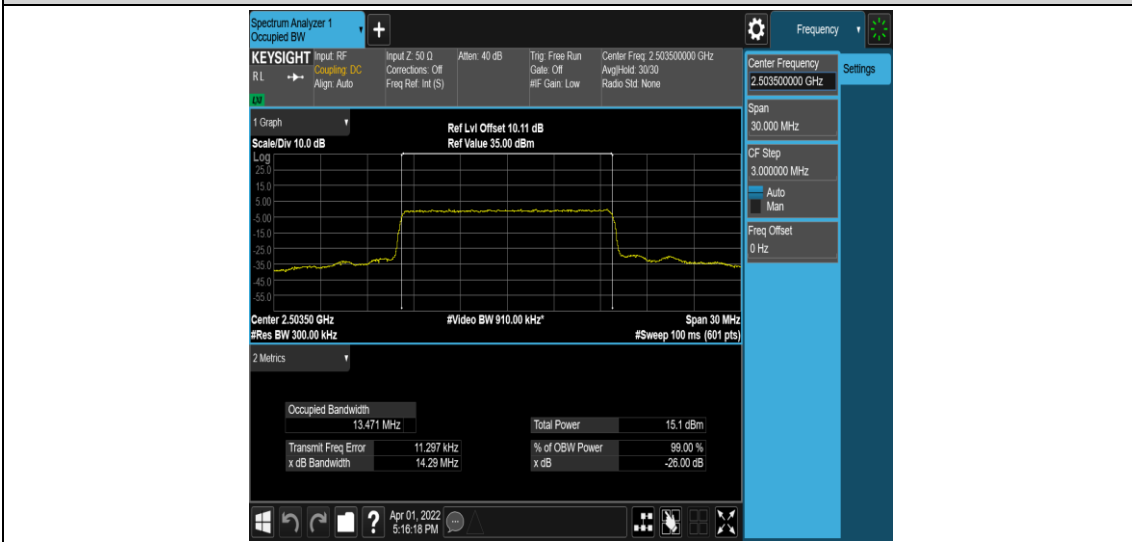 Spectrum Analyzer 1
Occupied BW
+
Frequency
KEYSIGHT
R L
LXI
Input: RF
Coupling: DC
Align: Auto
Input Z: 50 Ω
Corrections: Off
Freq Ref: Int (S)
Atten: 40 dB
Trig: Free Run
Gate: Off
#IF Gain: Low
Center Freq: 2.503500000 GHz
Avg|Hold: 30/30
Radio Std: None
Center Frequency
2.503500000 GHz
Settings
Span
30.000 MHz
CF Step
3.000000 MHz
Auto
Man
Freq Offset
0 Hz
1 Graph
Scale/Div 10.0 dB
Ref Lvl Offset 10.11 dB
Ref Value 35.00 dBm
Log
25.0
15.0
5.00
-5.00
-15.0
-25.0
-35.0
-45.0
-55.0
Center 2.50350 GHz
#Video BW 910.00 kHz*
Span 30 MHz
#Res BW 300.00 kHz
#Sweep 100 ms (601 pts)
2 Metrics
Occupied Bandwidth
13.471 MHz
Total Power 15.1 dBm
Transmit Freq Error 11.297 kHz
% of OBW Power 99.00 %
x dB Bandwidth 14.29 MHz
x dB -26.00 dB
?
Apr 01, 2022
5:16:18 PM